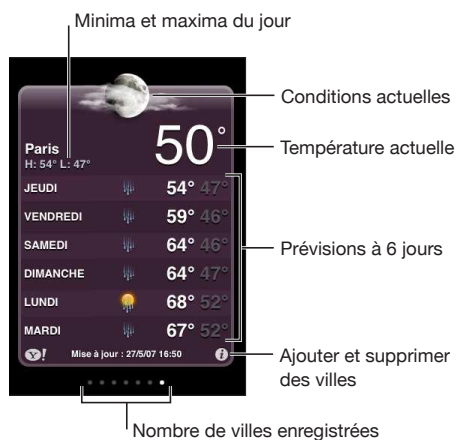 Minima et maxima du jour
Conditions actuelles
Paris
H: 54° L: 47°
50°
Température actuelle
JEUDI 54° 47°
VENDREDI 59° 46°
SAMEDI 64° 46°
DIMANCHE 64° 47°
LUNDI 68° 52°
MARDI 67° 52°
Prévisions à 6 jours
Y! Mise à jour : 27/5/07 16:50 i
Ajouter et supprimer
des villes
Nombre de villes enregistrées